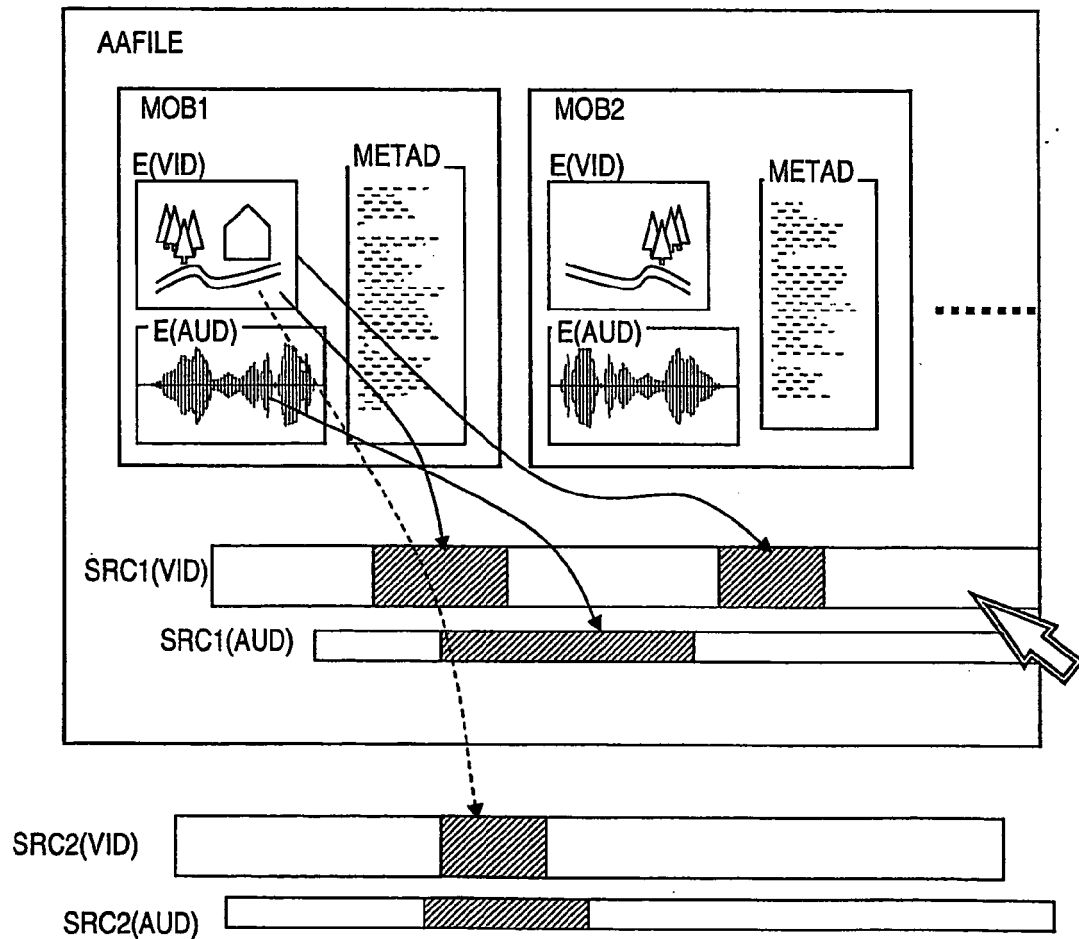 AAFILE
MOB1
E(VID)
METAD
E(AUD)
MOB2
E(VID)
METAD
E(AUD)
SRC1(VID)
SRC1(AUD)
SRC2(VID)
SRC2(AUD)